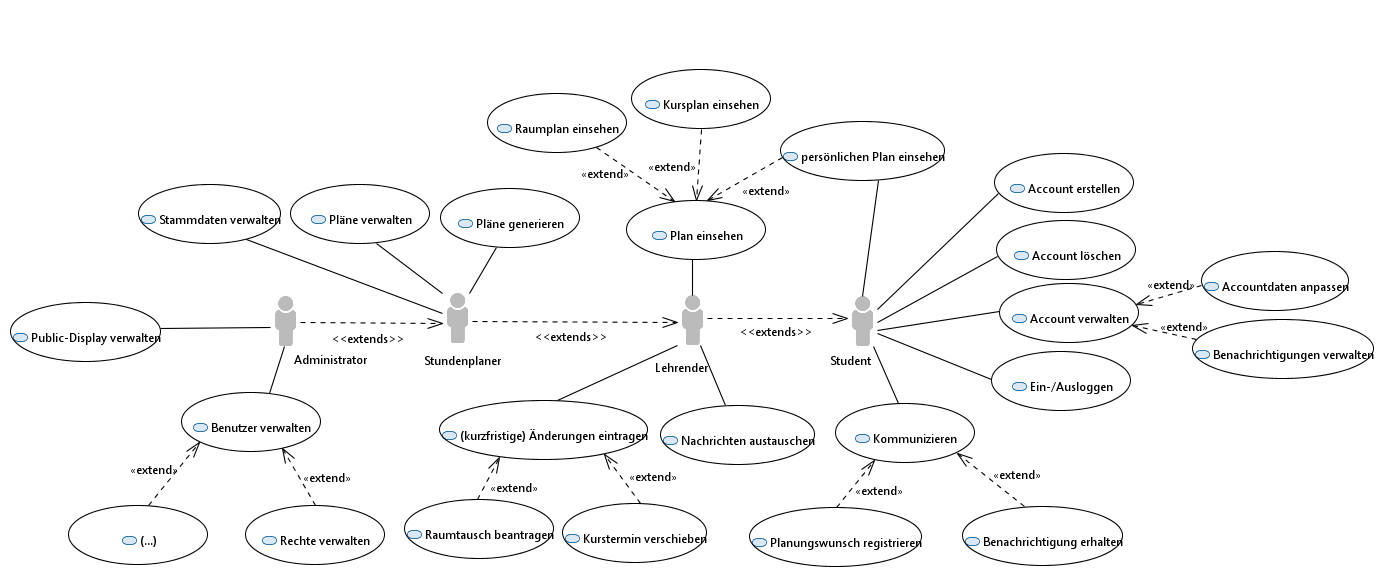 Kursplan einsehen
Raumplan einsehen
persönlichen Plan einsehen
«extend»
«extend»
«extend»
Account erstellen
Stammdaten verwalten
Pläne verwalten
Pläne generieren
Plan einsehen
Account löschen
Accountdaten anpassen
«extend»
Account verwalten
«extend»
Public-Display verwalten
<<extends>>
<<extends>>
<<extends>>
Benachrichtigungen verwalten
Administrator
Stundenplaner
Lehrender
Student
Ein-/Ausloggen
Benutzer verwalten
(kurzfristige) Änderungen eintragen
Nachrichten austauschen
Kommunizieren
«extend»
«extend»
«extend»
«extend»
«extend»
«extend»
(...)
Rechte verwalten
Raumtausch beantragen
Kurstermin verschieben
Planungswunsch registrieren
Benachrichtigung erhalten